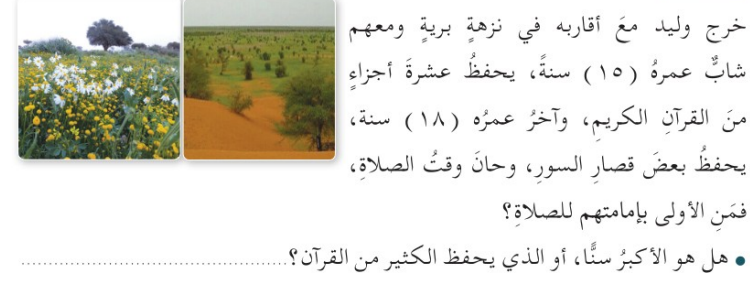 خرج وليد معَ أقاربه في نزهةٍ بريةٍ ومعهم
شابٌّ عمرهُ (١٥) سنةً، يحفظُ عشرةَ أجزاءٍ
منَ القرآنِ الكريمِ، وآخرُ عمرُه (١٨) سنة،
يحفظُ بعضَ قصارِ السورِ، وحانَ وقتُ الصلاةِ،
فمَنِ الأولى بإمامتهم للصلاةِ؟
• هل هو الأكبرُ سنًّا، أو الذي يحفظ الكثير من القرآن؟..........................................